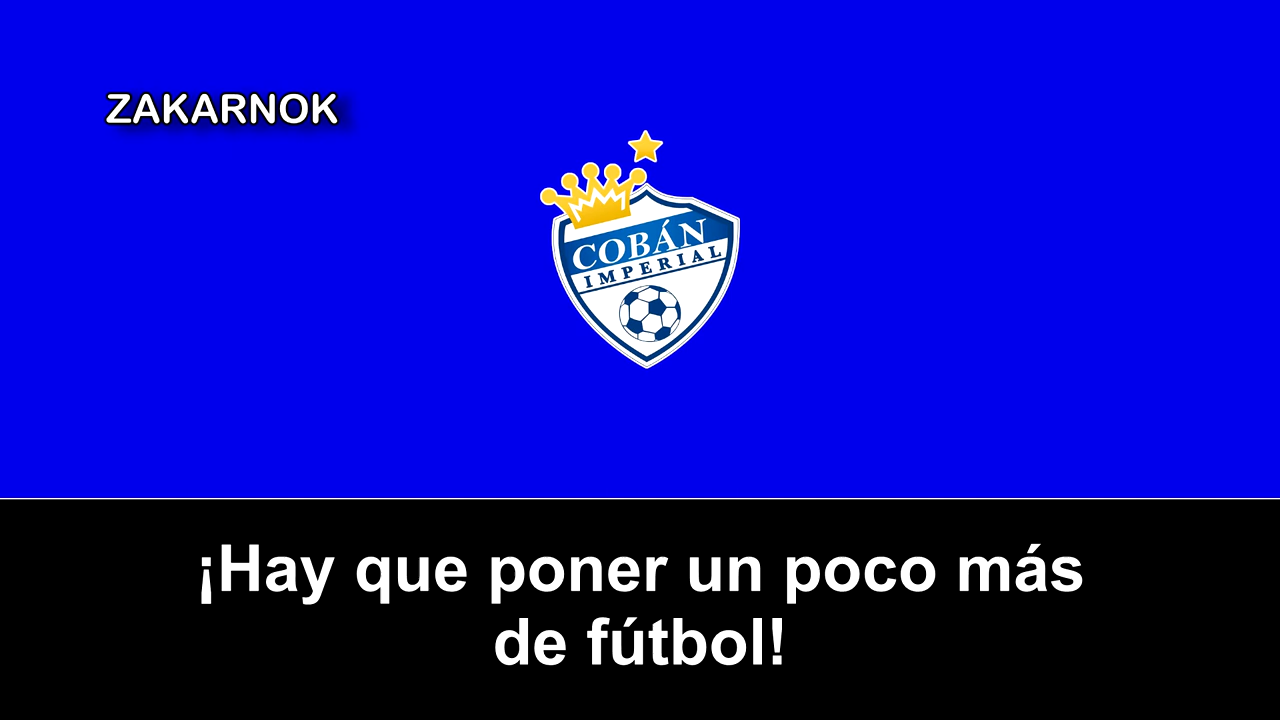 ZAKARNOK
COBÁN
IMPERIAL
¡Hay que poner un poco más
de fútbol!